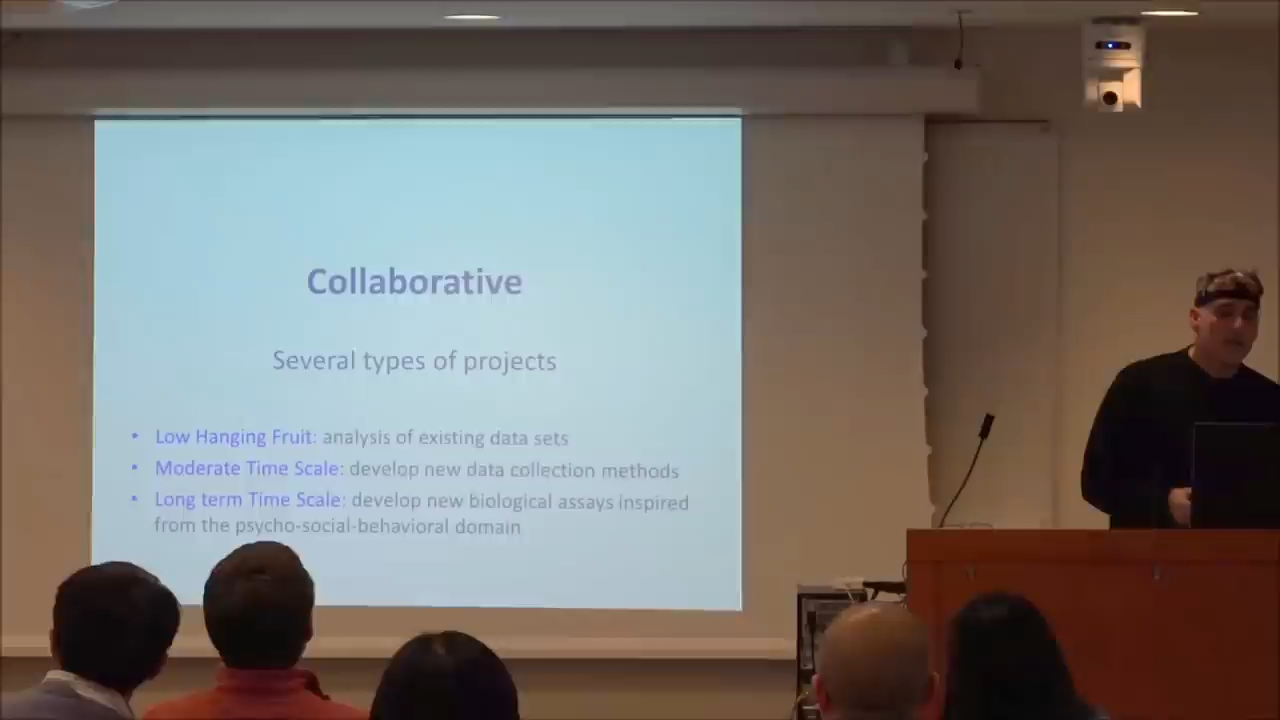 Collaborative
Several types of projects
• Low Hanging Fruit: analysis of existing data sets
• Moderate Time Scale: develop new data collection methods
• Long term Time Scale: develop new biological assays inspired
from the psycho-social-behavioral domain